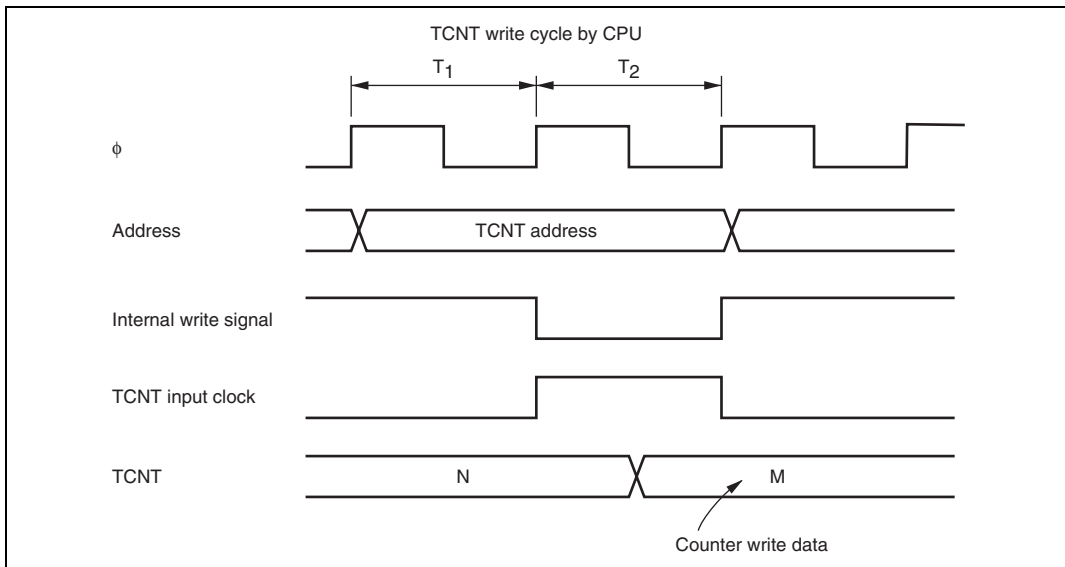 TCNT write cycle by CPU
T1 T2
ϕ
Address TCNT address
Internal write signal
TCNT input clock
TCNT N M
Counter write data